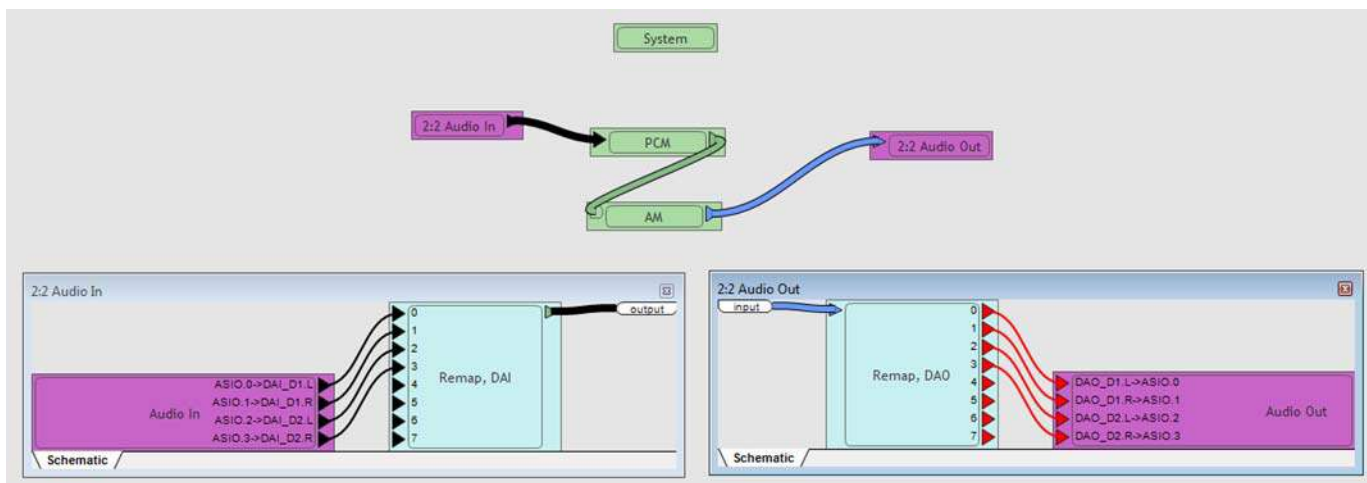 System
2:2 Audio In
PCM
2:2 Audio Out
AM
2:2 Audio In
output
0
1
2
3
4
5
6
7
Remap, DAI
ASIO.0->DAI_D1.L
ASIO.1->DAI_D1.R
ASIO.2->DAI_D2.L
ASIO.3->DAI_D2.R
Audio In
Schematic
2:2 Audio Out
input
0
1
2
3
4
5
6
7
Remap, DAO
DAO_D1.L->ASIO.0
DAO_D1.R->ASIO.1
DAO_D2.L->ASIO.2
DAO_D2.R->ASIO.3
Audio Out
Schematic